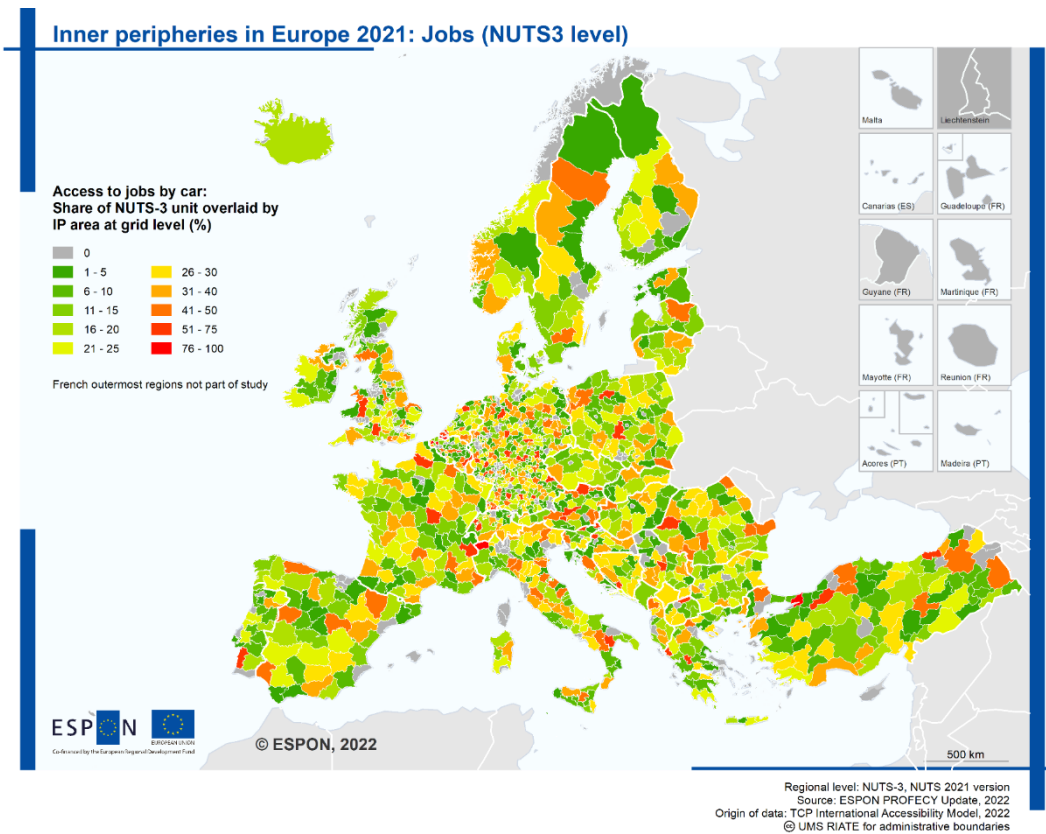 Inner peripheries in Europe 2021: Jobs (NUTS3 level)
Malta
Liechtenstein
Canarias (ES)
Guadeloupe (FR)
Guyane (FR)
Martinique (FR)
Mayotte (FR)
Reunion (FR)
Acores (PT)
Madeira (PT)
Access to jobs by car:
Share of NUTS-3 unit overlaid by
IP area at grid level (%)
0
1 - 5
6 - 10
11 - 15
16 - 20
21 - 25
26 - 30
31 - 40
41 - 50
51 - 75
76 - 100
French outermost regions not part of study
ESPON
EUROPEAN UNION
Co-financed by the European Regional Development Fund
© ESPON, 2022
500 km
Regional level: NUTS-3, NUTS 2021 version
Source: ESPON PROFECY Update, 2022
Origin of data: TCP International Accessibility Model, 2022
🄯 UMS RIATE for administrative boundaries